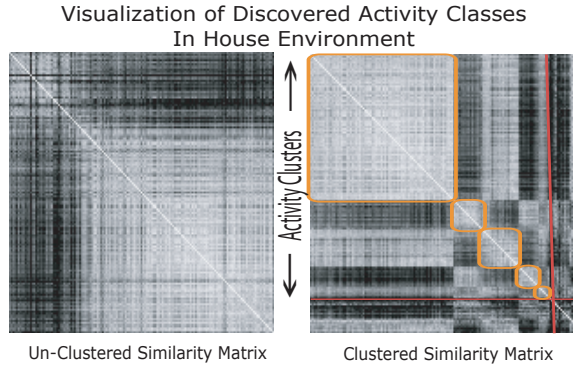 Visualization of Discovered Activity Classes
In House Environment
Activity Clusters
Un-Clustered Similarity Matrix
Clustered Similarity Matrix